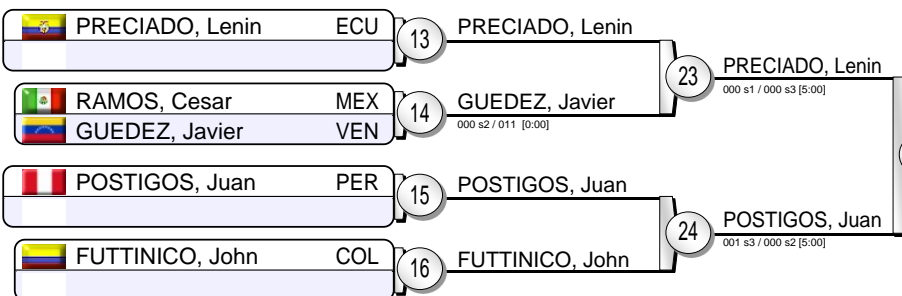 PRECIADO, Lenin ECU
13
PRECIADO, Lenin
RAMOS, Cesar MEX
GUEDEZ, Javier VEN
14
GUEDEZ, Javier
000 s2 / 011 [0:00]
23
PRECIADO, Lenin
000 s1 / 000 s3 [5:00]
POSTIGOS, Juan PER
15
POSTIGOS, Juan
FUTTINICO, John COL
16
FUTTINICO, John
24
POSTIGOS, Juan
001 s3 / 000 s2 [5:00]